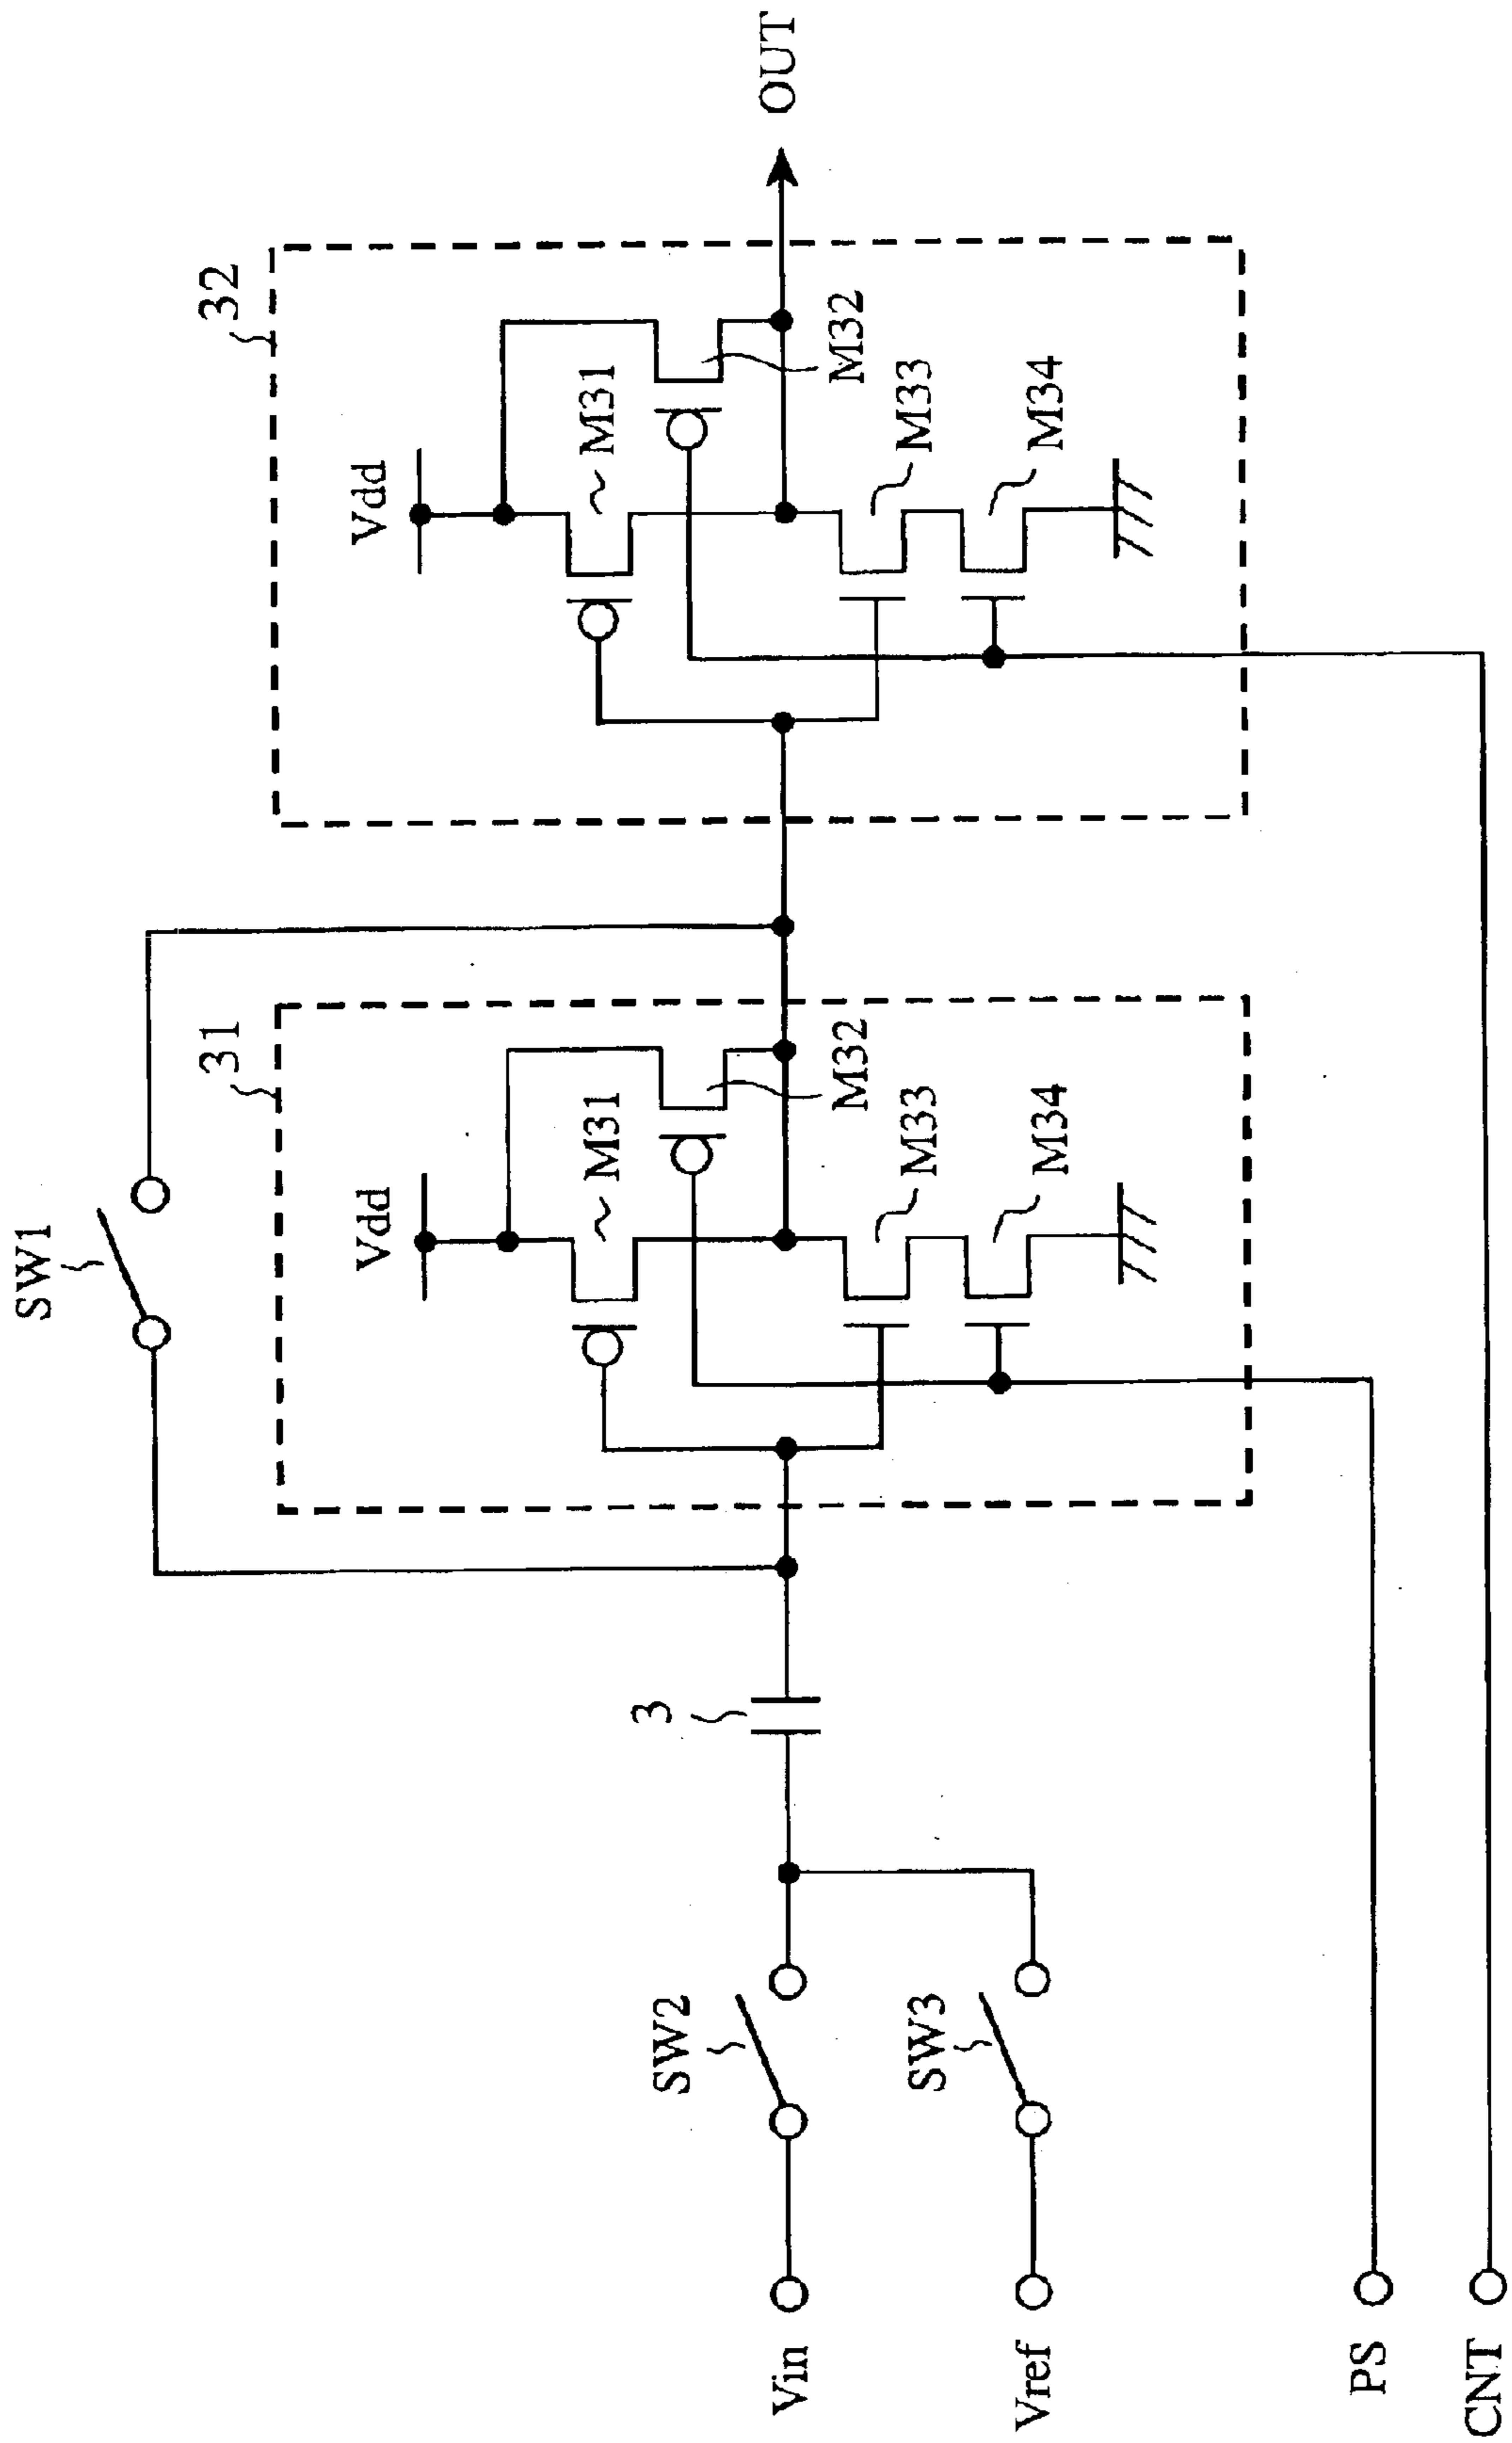 SW1
31
32
Vdd
M31
M32
M33
M34
Vdd
M31
M32
M33
M34
3
SW2
SW3
Vin
Vref
PS
CNT
OUT